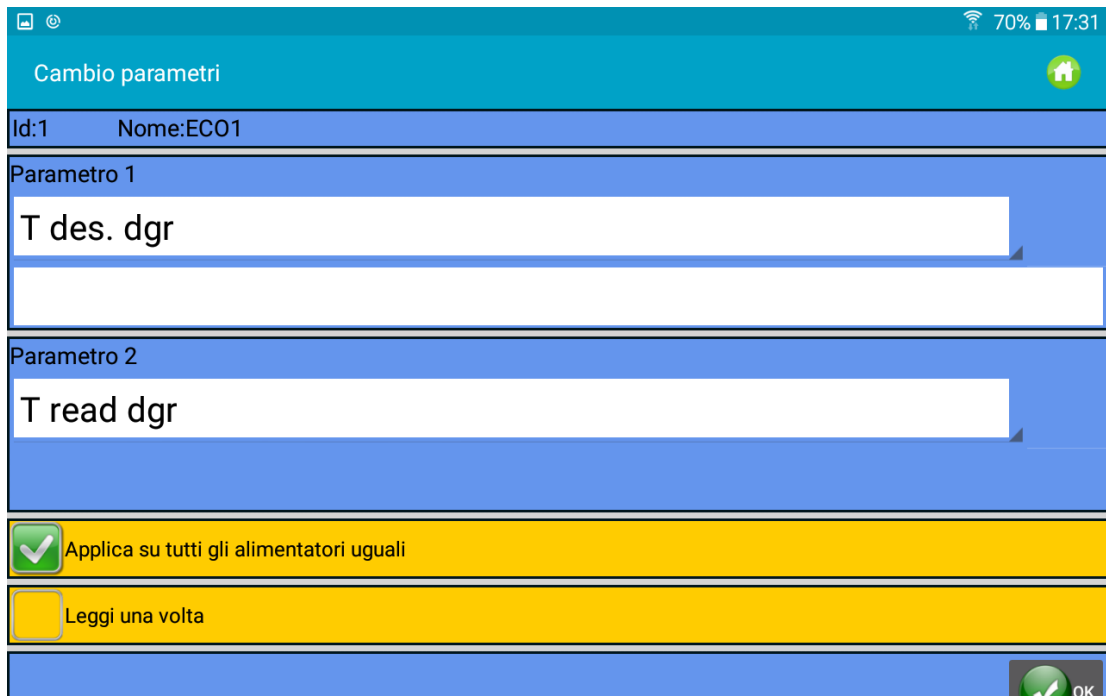 70% 17:31
Cambio parametri
Id:1 Nome:ECO1
Parametro 1
T des. dgr
Parametro 2
T read dgr
Applica su tutti gli alimentatori uguali
Leggi una volta
OK